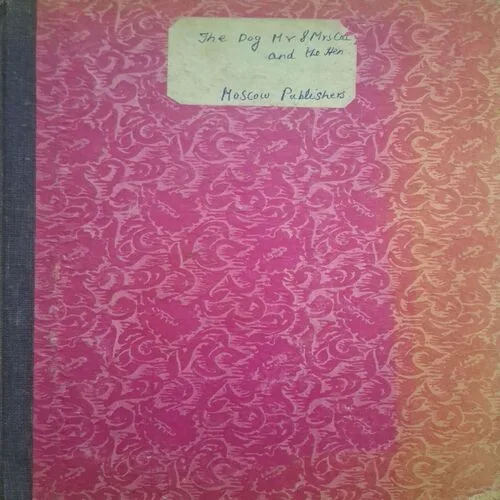 The Dog Mr & Mrs Cat,
and the Hen
Moscow Publishers